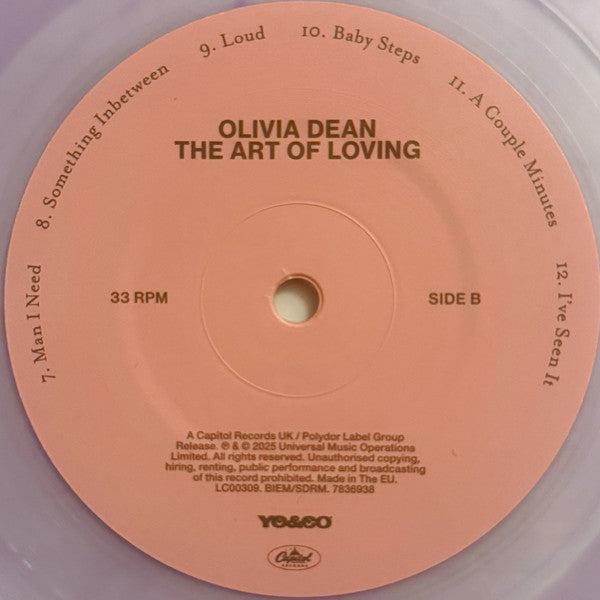 7. Man I Need
8. Something Inbetween
9. Loud
10. Baby Steps
11. A Couple Minutes
12. I've Seen It
OLIVIA DEAN
THE ART OF LOVING
33 RPM
SIDE B
A Capitol Records UK / Polydor Label Group
Release. ℗ & © 2025 Universal Music Operations
Limited. All rights reserved. Unauthorised copying,
hiring, renting, public performance and broadcasting
of this record prohibited. Made in The EU.
LC00309. BIEM/SDRM. 7836938
YO&CO
Capitol
RECORDS